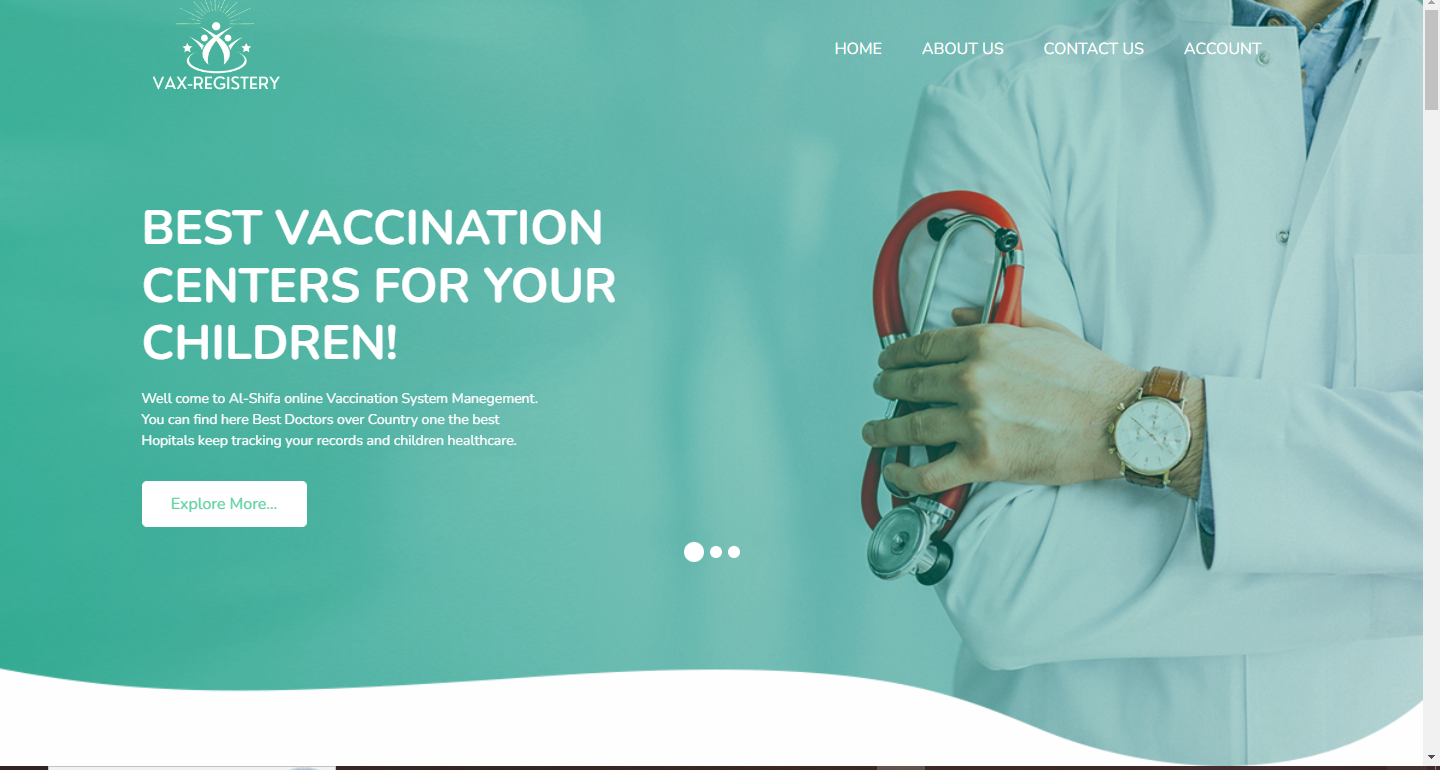 VAX-REGISTERY
HOME ABOUT US CONTACT US ACCOUNT
BEST VACCINATION
CENTERS FOR YOUR
CHILDREN!
Well come to Al-Shifa online Vaccination System Manegement.
You can find here Best Doctors over Country one the best
Hopitals keep tracking your records and children healthcare.
Explore More...